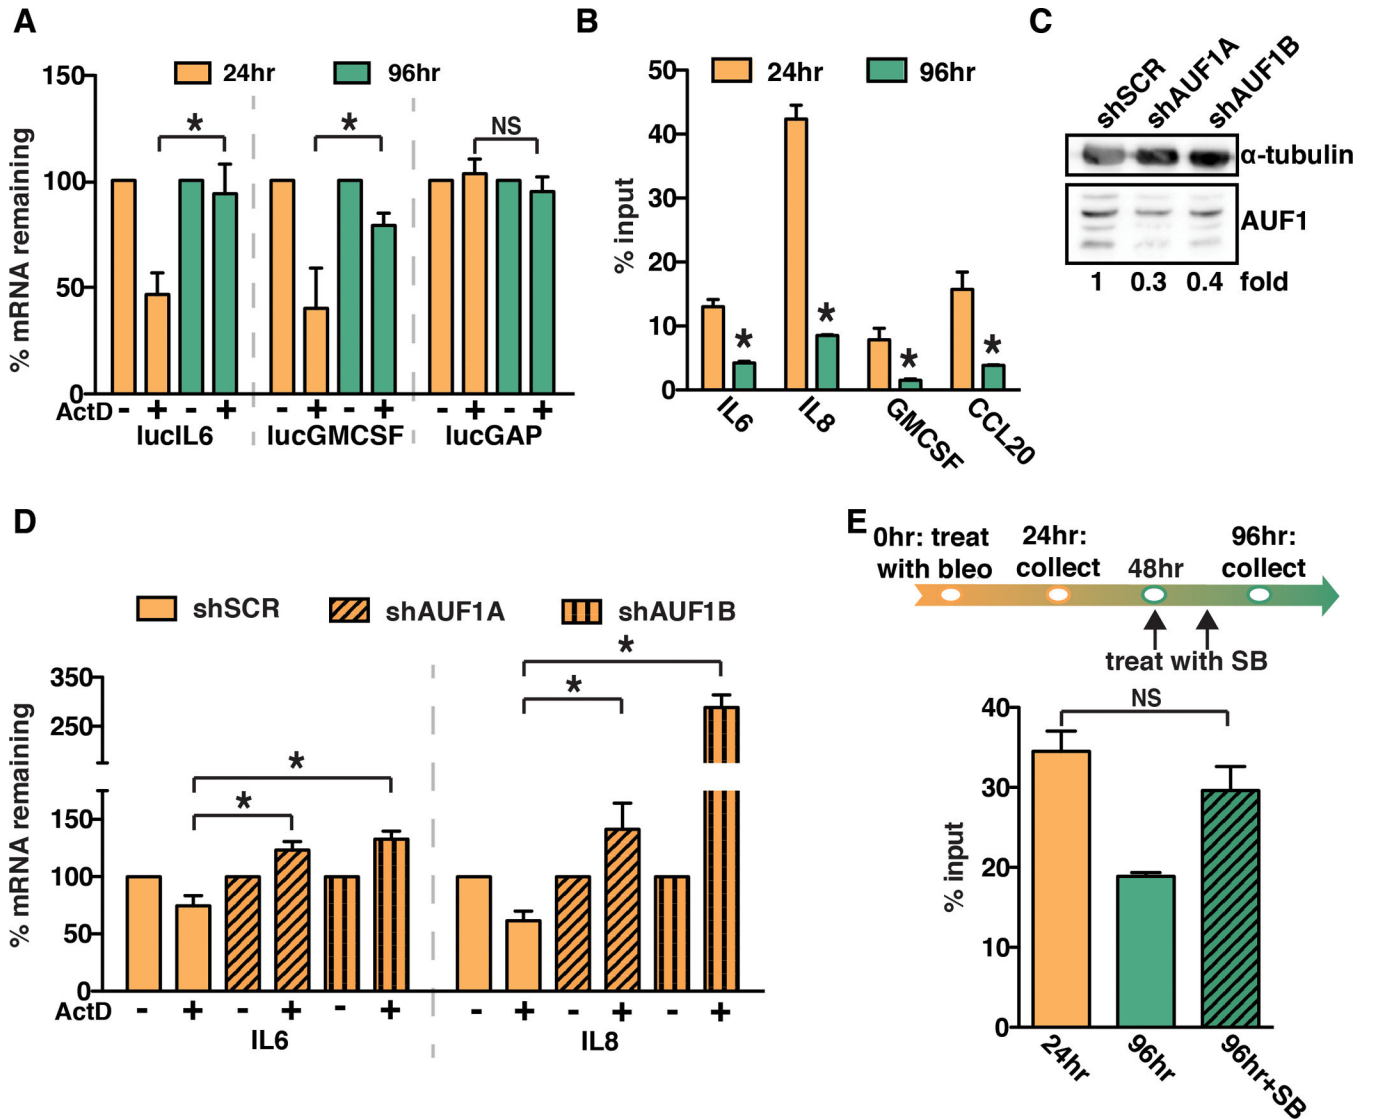 A
24hr 96hr
% mRNA remaining
150
100
50
0
* * NS
ActD - + - + - + - + - + - +
lucIL6 lucGMCSF lucGAP
B
24hr 96hr
% input
50
40
30
20
10
0
* * * *
IL6 IL8 GMCSF CCL20
C
shSCR shAUF1A shAUF1B
α-tubulin
AUF1
1 0.3 0.4 fold
D
shSCR shAUF1A shAUF1B
% mRNA remaining
350
250
150
100
50
0
* * * *
ActD - + - + - + - + - + - +
IL6 IL8
E
0hr: treat
with bleo
24hr:
collect
48hr
96hr:
collect
treat with SB
NS
% input
40
30
20
10
0
24hr 96hr 96hr+SB